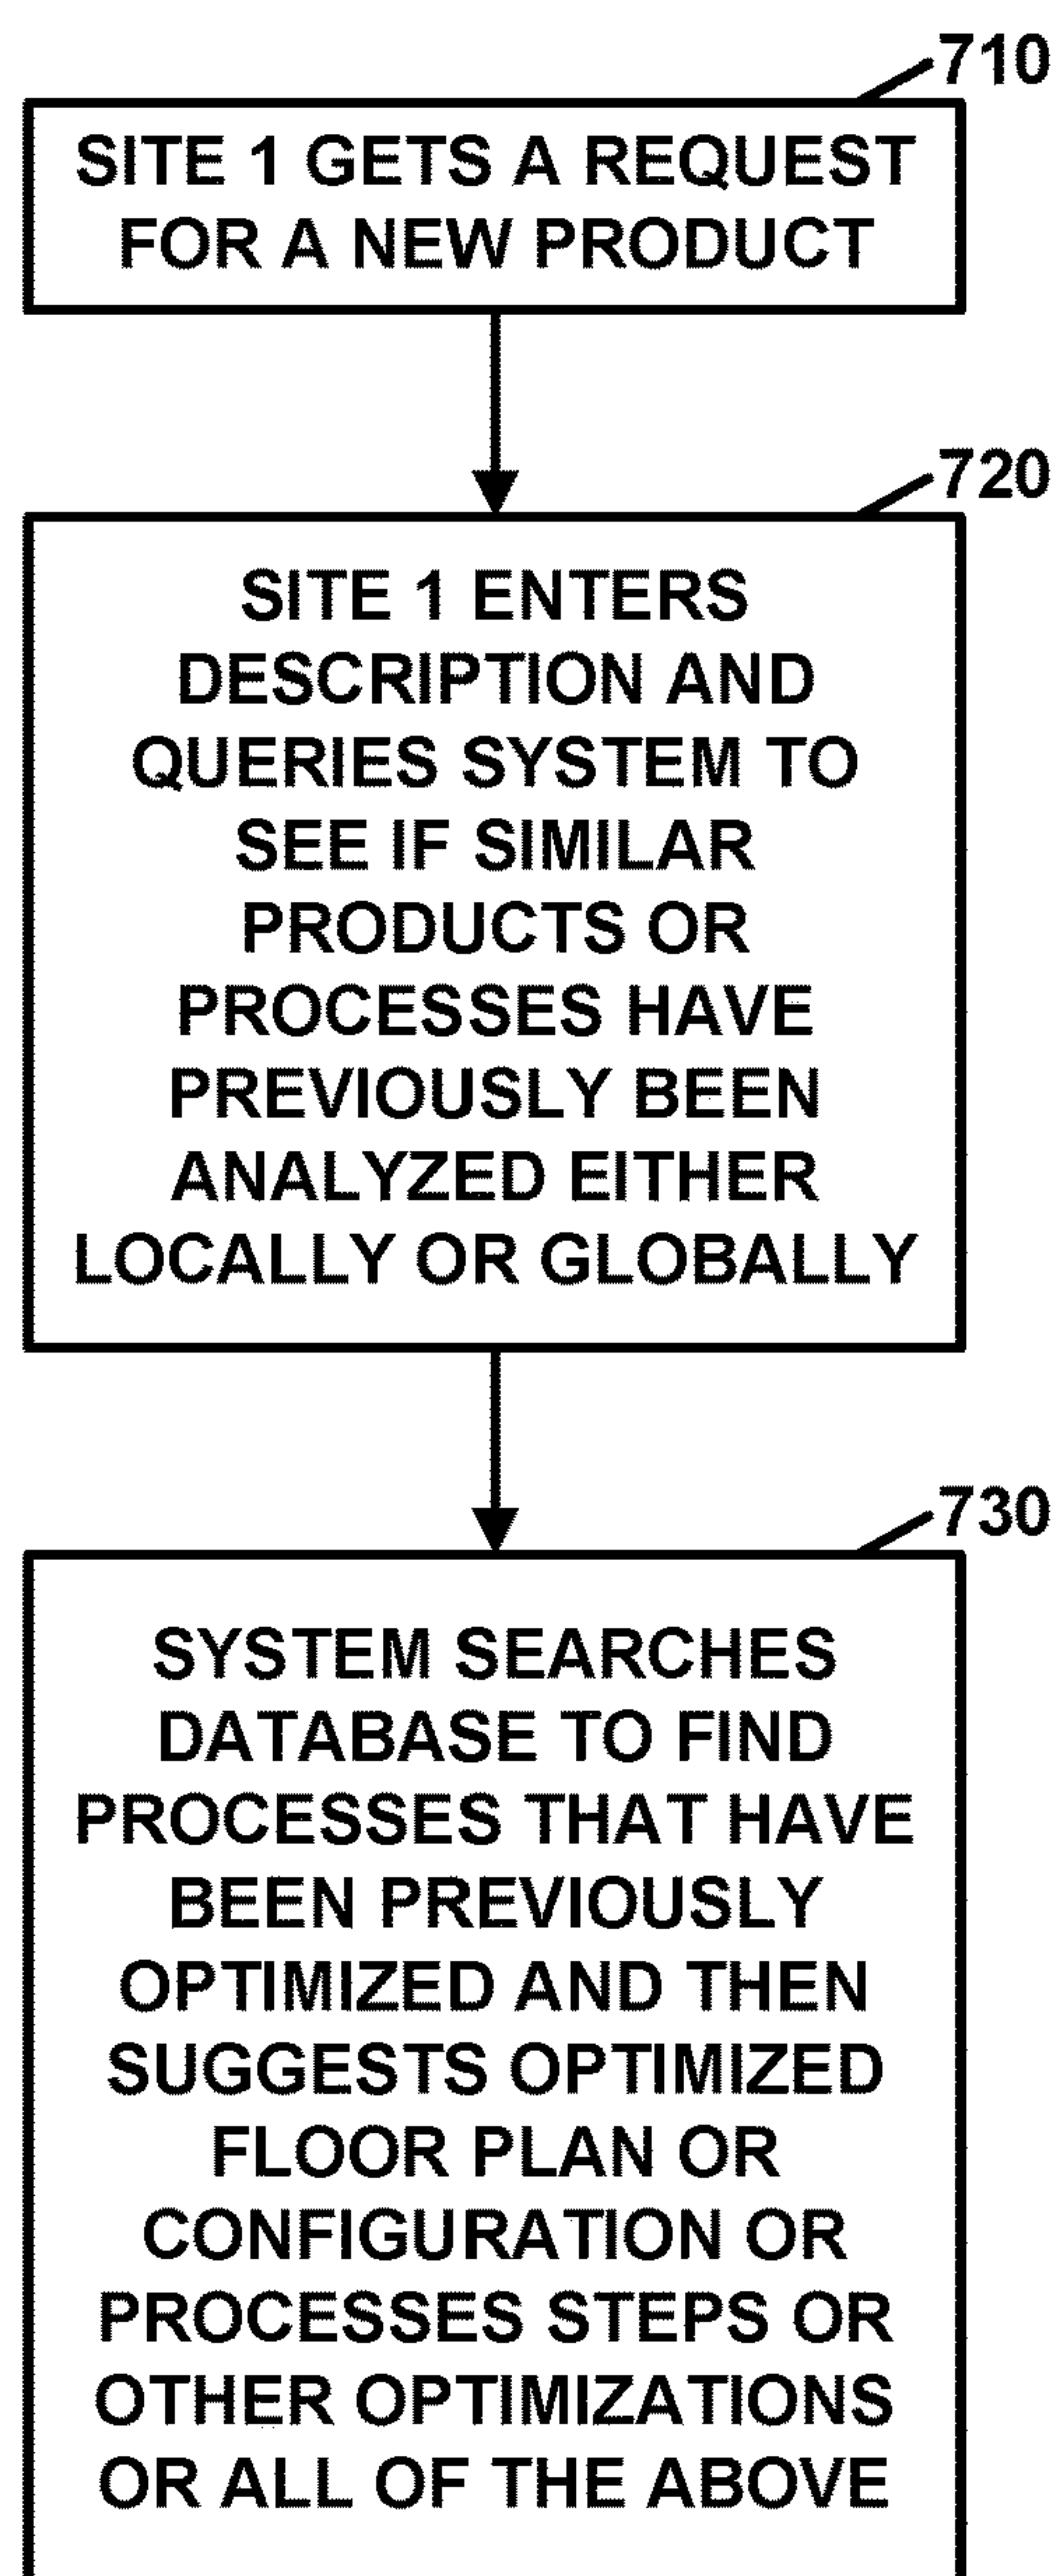 710
SITE 1 GETS A REQUEST
FOR A NEW PRODUCT
720
SITE 1 ENTERS
DESCRIPTION AND
QUERIES SYSTEM TO
SEE IF SIMILAR
PRODUCTS OR
PROCESSES HAVE
PREVIOUSLY BEEN
ANALYZED EITHER
LOCALLY OR GLOBALLY
730
SYSTEM SEARCHES
DATABASE TO FIND
PROCESSES THAT HAVE
BEEN PREVIOUSLY
OPTIMIZED AND THEN
SUGGESTS OPTIMIZED
FLOOR PLAN OR
CONFIGURATION OR
PROCESSES STEPS OR
OTHER OPTIMIZATIONS
OR ALL OF THE ABOVE